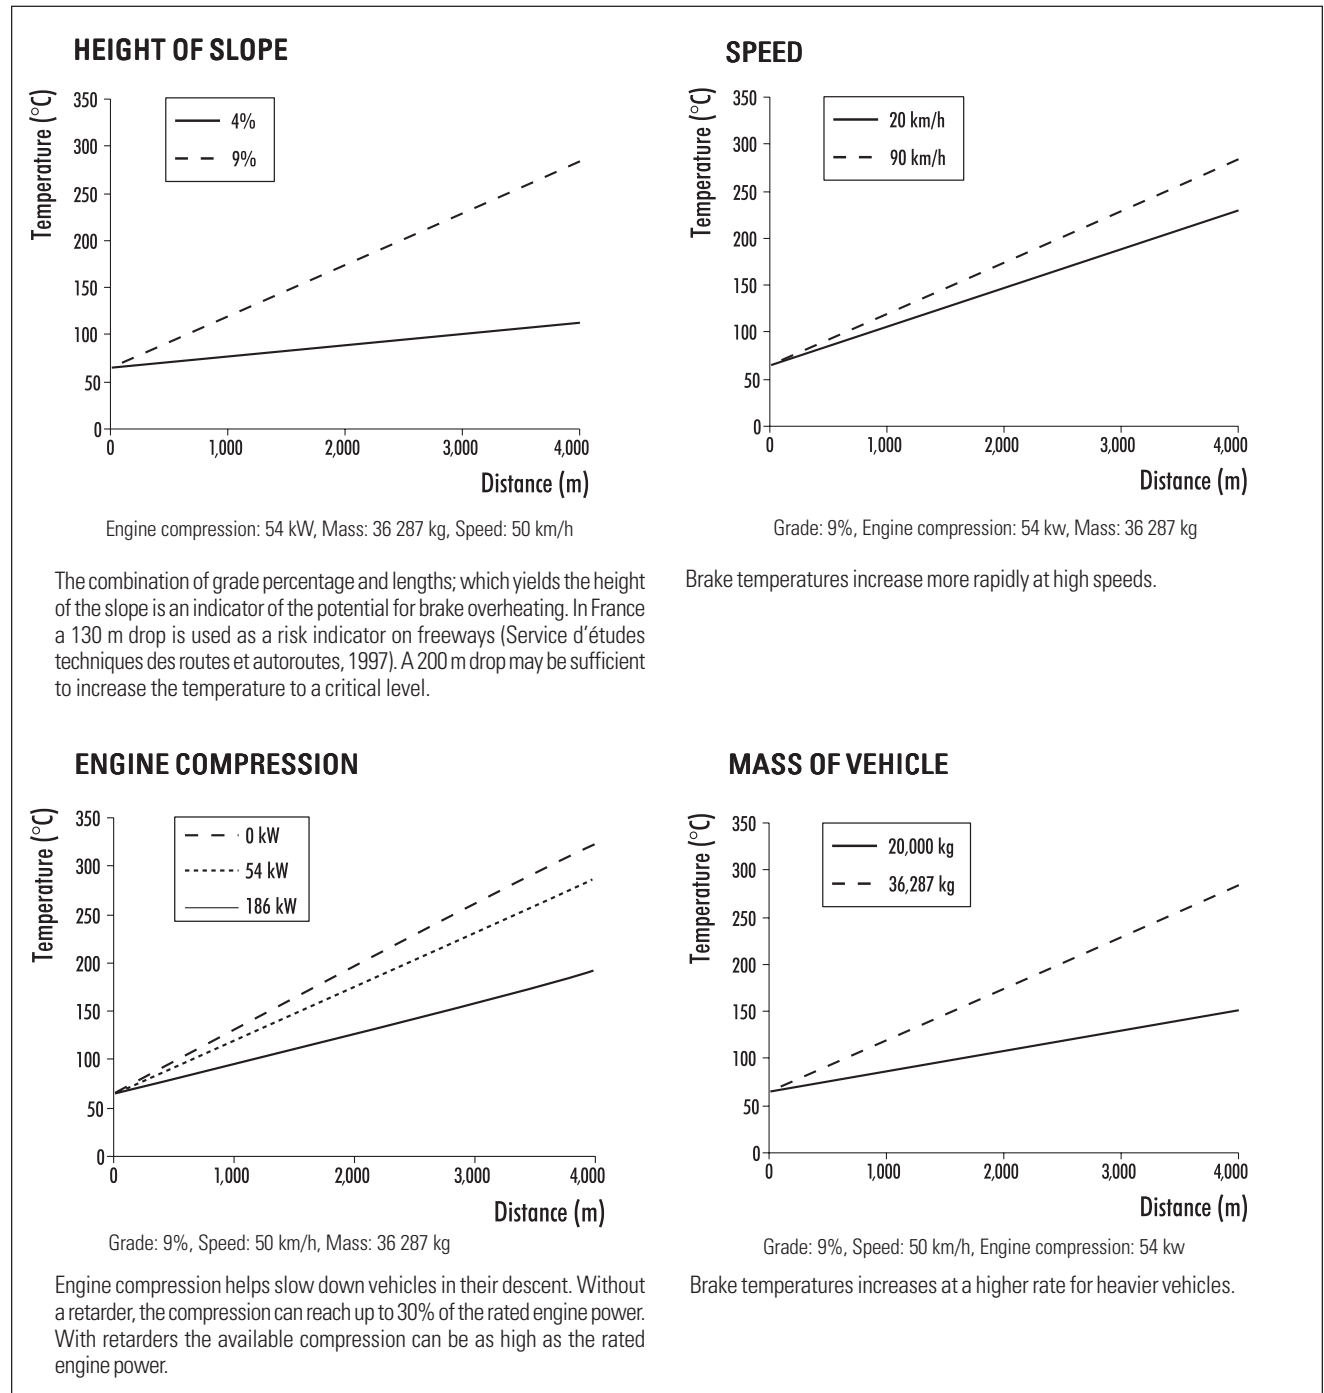 HEIGHT OF SLOPE
Temperature (°C)
350
300
250
200
150
100
50
0
4%
9%
0
1,000
2,000
3,000
4,000
Distance (m)
Engine compression: 54 kW, Mass: 36 287 kg, Speed: 50 km/h
The combination of grade percentage and lengths; which yields the height
of the slope is an indicator of the potential for brake overheating. In France
a 130 m drop is used as a risk indicator on freeways (Service d'études
techniques des routes et autoroutes, 1997). A 200 m drop may be sufficient
to increase the temperature to a critical level.
SPEED
Temperature (°C)
350
300
250
200
150
100
50
0
20 km/h
90 km/h
0
1,000
2,000
3,000
4,000
Distance (m)
Grade: 9%, Engine compression: 54 kw, Mass: 36 287 kg
Brake temperatures increase more rapidly at high speeds.
ENGINE COMPRESSION
Temperature (°C)
350
300
250
200
150
100
50
0
0 kW
54 kW
186 kW
0
1,000
2,000
3,000
4,000
Distance (m)
Grade: 9%, Speed: 50 km/h, Mass: 36 287 kg
Engine compression helps slow down vehicles in their descent. Without
a retarder, the compression can reach up to 30% of the rated engine power.
With retarders the available compression can be as high as the rated
engine power.
MASS OF VEHICLE
Temperature (°C)
350
300
250
200
150
100
50
0
20,000 kg
36,287 kg
0
1,000
2,000
3,000
4,000
Distance (m)
Grade: 9%, Speed: 50 km/h, Engine compression: 54 kw
Brake temperatures increases at a higher rate for heavier vehicles.